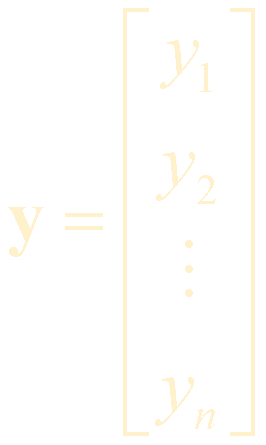 y₁
y₂
y =
⋮
yₙ